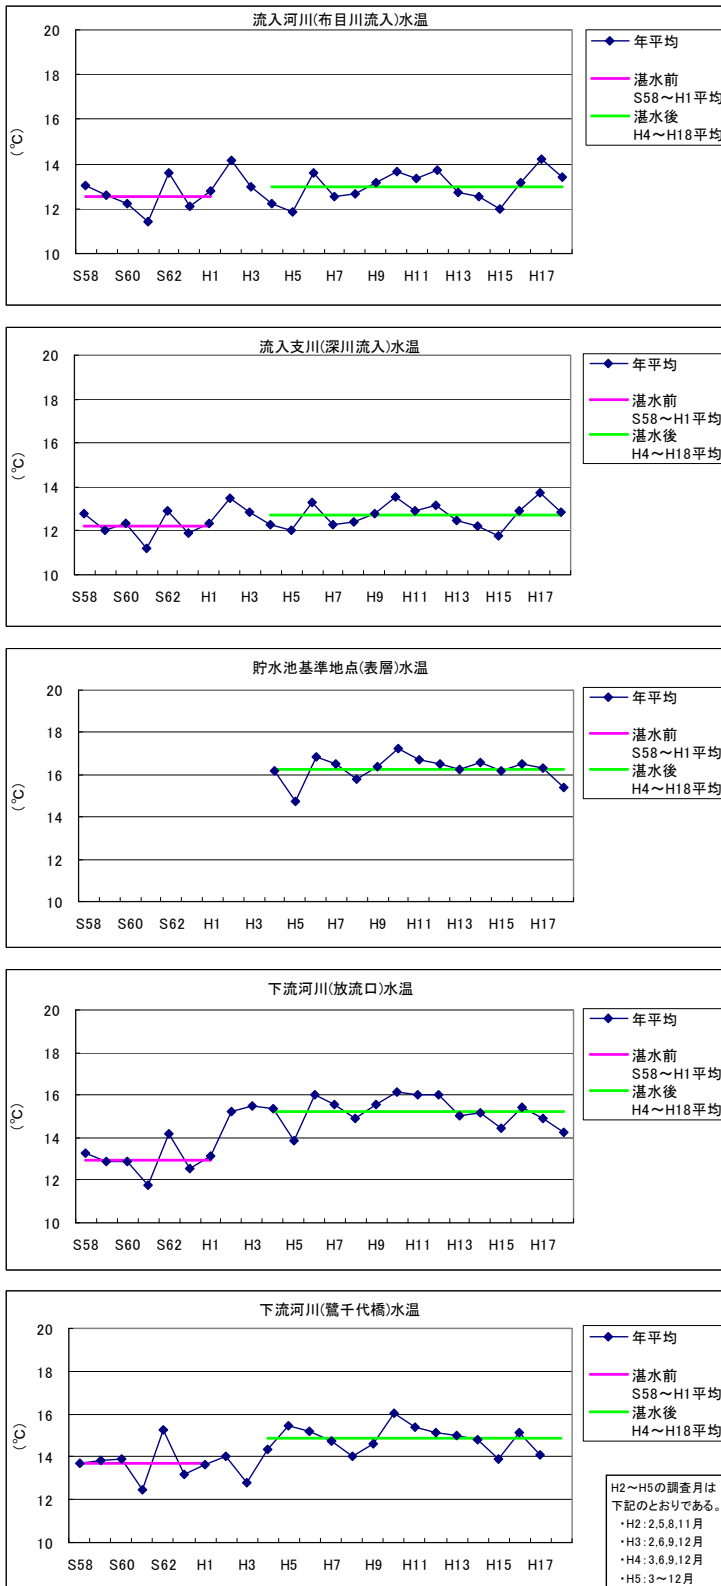 流入河川(布目川流入)水温
20
18
16
14
12
10
(℃)
S58 S60 S62 H1 H3 H5 H7 H9 H11 H13 H15 H17
年平均
湛水前
S58～H1平均
湛水後
H4～H18平均
流入支川(深川流入)水温
20
18
16
14
12
10
(℃)
S58 S60 S62 H1 H3 H5 H7 H9 H11 H13 H15 H17
年平均
湛水前
S58～H1平均
湛水後
H4～H18平均
貯水池基準地点(表層)水温
20
18
16
14
12
10
(℃)
S58 S60 S62 H1 H3 H5 H7 H9 H11 H13 H15 H17
年平均
湛水前
S58～H1平均
湛水後
H4～H18平均
下流河川(放流口)水温
20
18
16
14
12
10
(℃)
S58 S60 S62 H1 H3 H5 H7 H9 H11 H13 H15 H17
年平均
湛水前
S58～H1平均
湛水後
H4～H18平均
下流河川(鷺千代橋)水温
20
18
16
14
12
10
(℃)
S58 S60 S62 H1 H3 H5 H7 H9 H11 H13 H15 H17
年平均
湛水前
S58～H1平均
湛水後
H4～H18平均
H2～H5の調査月は
下記のとおりである。
・H2:2,5,8,11月
・H3:2,6,9,12月
・H4:3,6,9,12月
・H5:3～12月